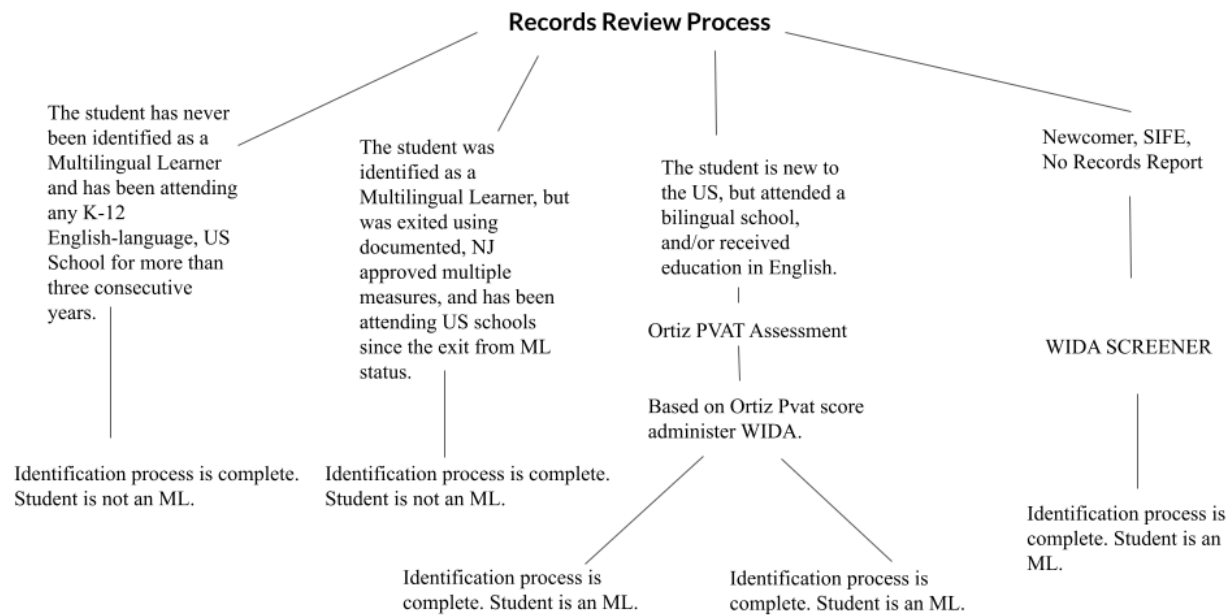 Records Review Process
The student has never
been identified as a
Multilingual Learner
and has been attending
any K-12
English-language, US
School for more than
three consecutive
years.
Identification process is complete.
Student is not an ML.
The student was
identified as a
Multilingual Learner, but
was exited using
documented, NJ
approved multiple
measures, and has been
attending US schools
since the exit from ML
status.
Identification process is complete.
Student is not an ML.
The student is new to
the US, but attended a
bilingual school,
and/or received
education in English.
Ortiz PVAT Assessment
Based on Ortiz Pvat score
administer WIDA.
Identification process is
complete. Student is an ML.
Identification process is
complete. Student is an ML.
Newcomer, SIFE,
No Records Report
WIDA SCREENER
Identification process is
complete. Student is an
ML.